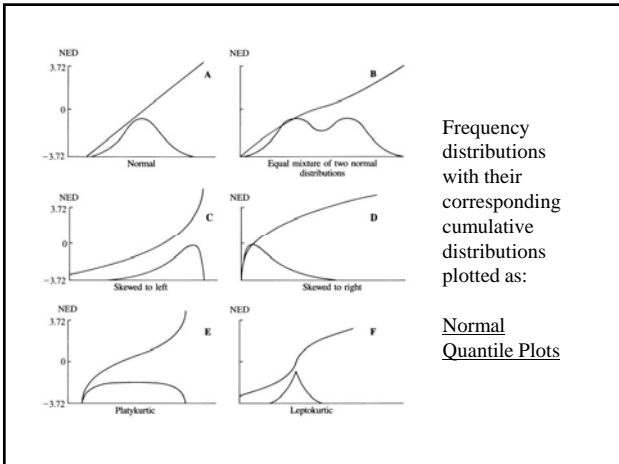 NED
3.72
A
0
−3.72
Normal
NED
B
Equal mixture of two normal
distributions
C
3.72
0
−3.72
Skewed to left
D
Skewed to right
NED
3.72
E
0
−3.72
Platykurtic
NED
F
Leptokurtic
Frequency
distributions
with their
corresponding
cumulative
distributions
plotted as:
Normal
Quantile Plots